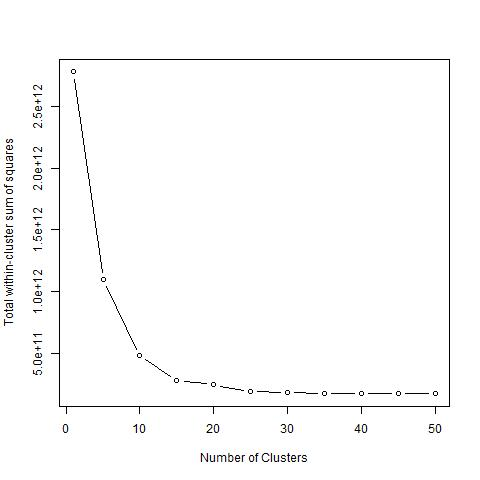 Total within-cluster sum of squares
2.5e+12
2.0e+12
1.5e+12
1.0e+12
5.0e+11
0 10 20 30 40 50
Number of Clusters